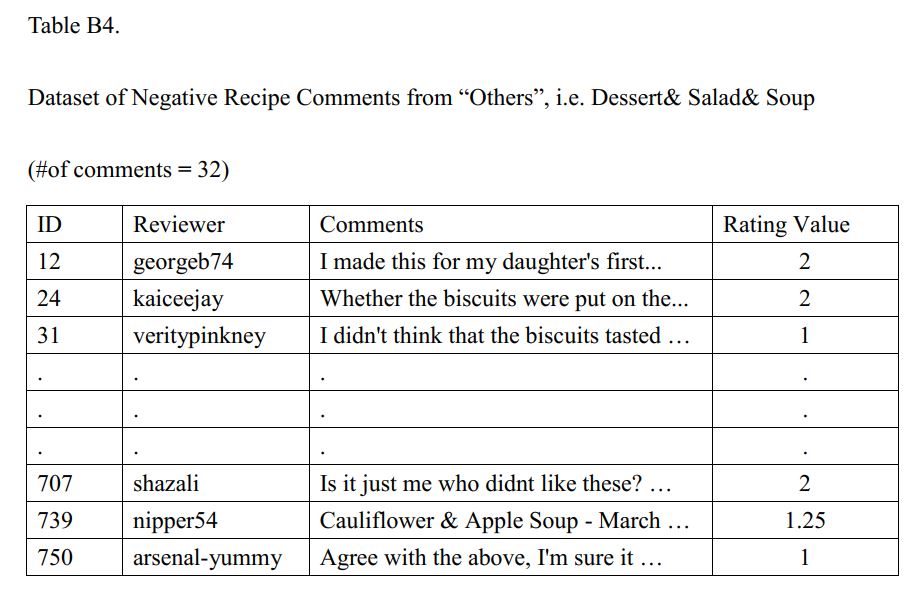 Table B4.
Dataset of Negative Recipe Comments from “Others”, i.e. Dessert& Salad& Soup
(#of comments = 32)
ID Reviewer Comments Rating Value
12 georgeb74 I made this for my daughter's first... 2
24 kaiceejay Whether the biscuits were put on the... 2
31 veritypinkney I didn't think that the biscuits tasted … 1
. . . .
. . . .
. . . .
707 shazali Is it just me who didnt like these? … 2
739 nipper54 Cauliflower & Apple Soup - March … 1.25
750 arsenal-yummy Agree with the above, I'm sure it … 1